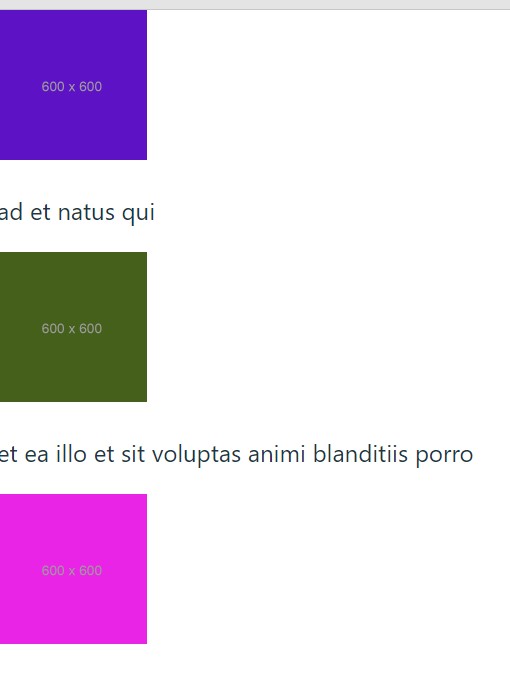 600 x 600
ad et natus qui
600 x 600
et ea illo et sit voluptas animi blanditiis porro
600 x 600